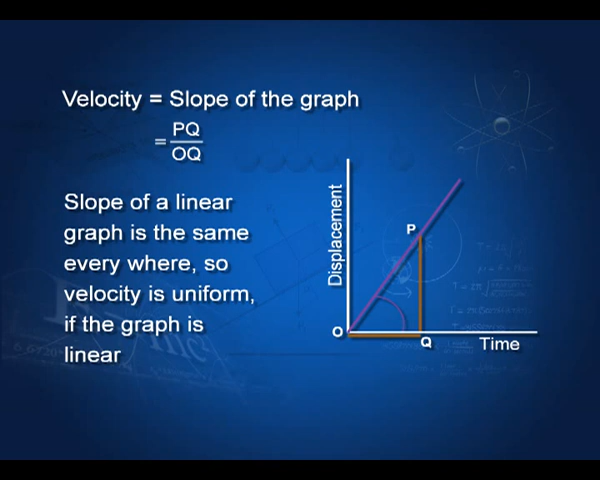 Velocity = Slope of the graph
= PQ
OQ
Slope of a linear
graph is the same
every where, so
velocity is uniform,
if the graph is
linear
Displacement
P
O
Q
Time